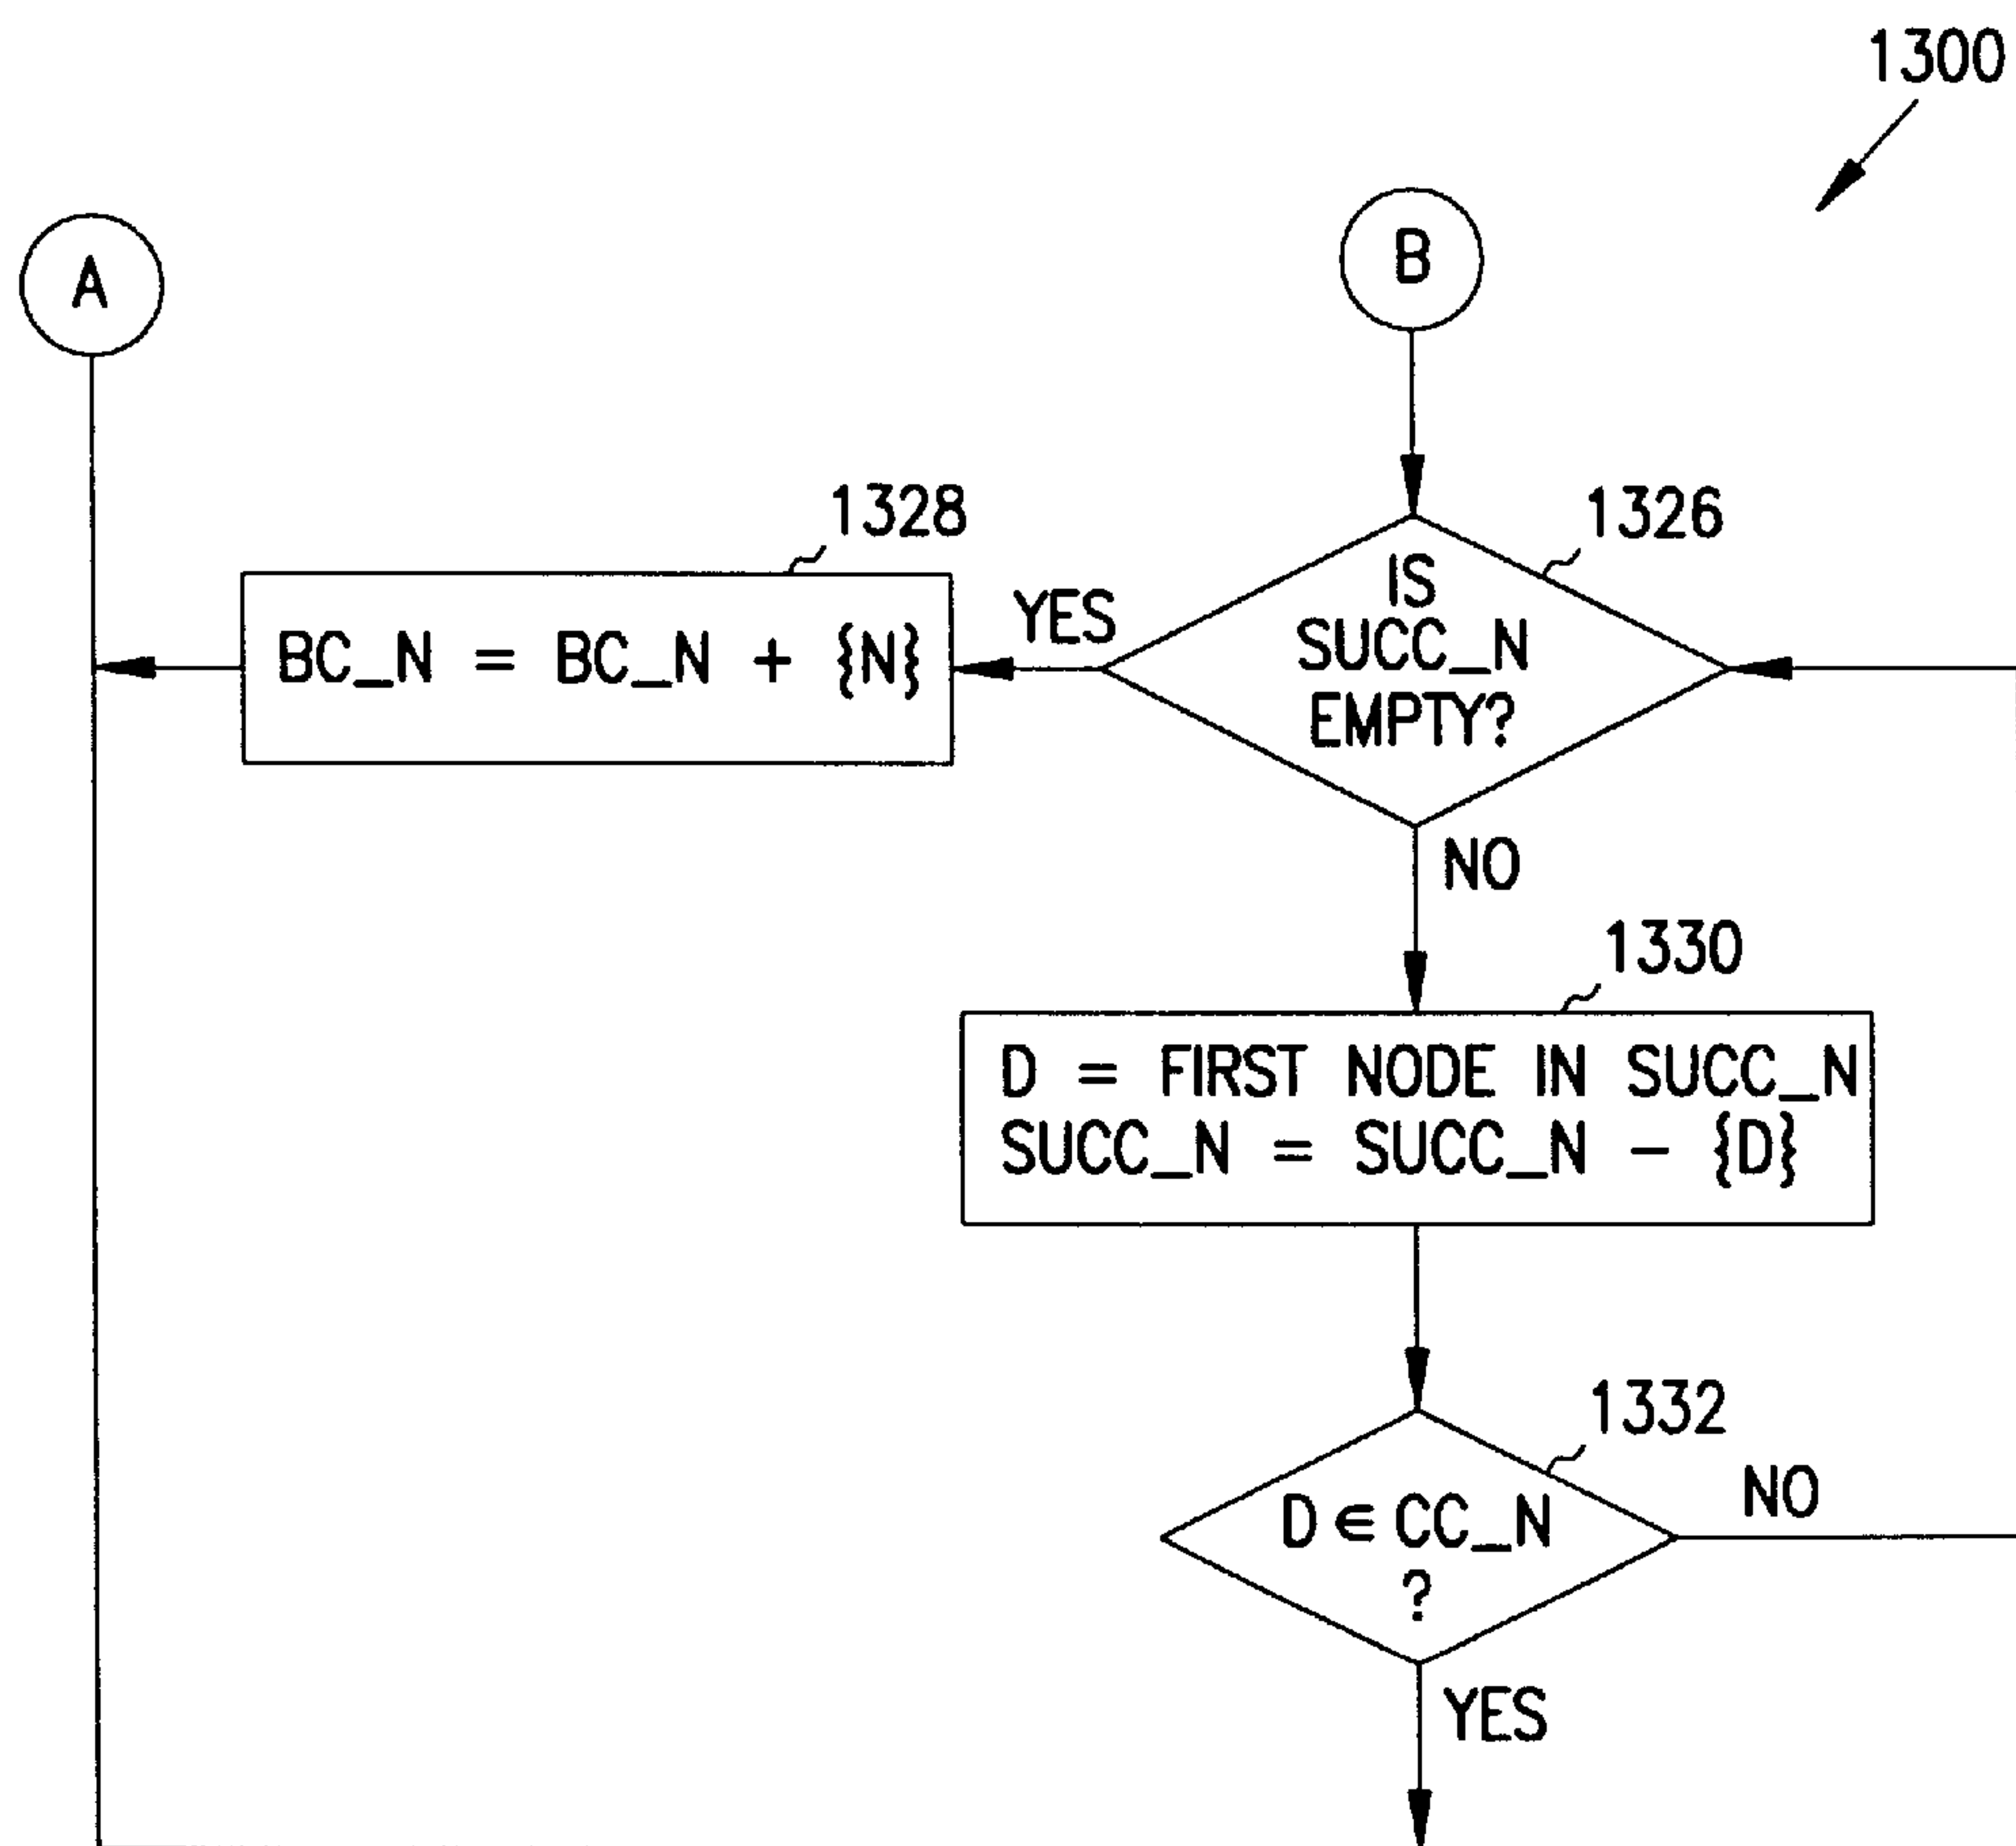 1300
A
B
1328
1326
BC_N = BC_N + {N}
YES
IS
SUCC_N
EMPTY?
NO
1330
D = FIRST NODE IN SUCC_N
SUCC_N = SUCC_N - {D}
1332
D ∈ CC_N
?
NO
YES